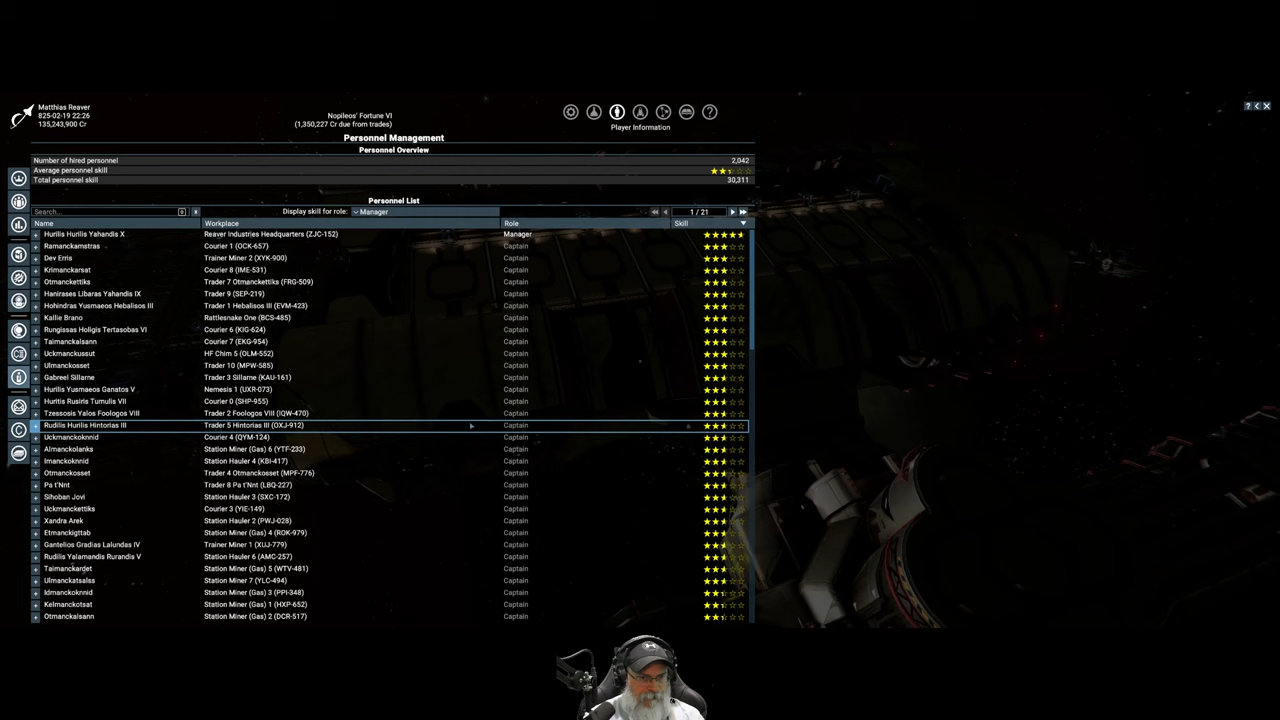 Matthias Reaver
825-02-19 22:26
135,243,900 Cr
Nopileos' Fortune VI
(1,350,227 Cr due from trades)
Player Information
Personnel Management
Personnel Overview
Number of hired personnel 2,042
Average personnel skill
Total personnel skill 30,311
Personnel List
Search... Display skill for role: Manager 1 / 21
Name Workplace Role Skill
Hurilis Hurilis Yahandis X Reaver Industries Headquarters (ZJC-152) Manager
Ramanckamstras Courier 1 (OCK-657) Captain
Dev Erris Trainer Miner 2 (XYK-900) Captain
Krimanckarsat Courier 8 (IME-531) Captain
Otmanckettiks Trader 7 Otmanckettiks (FRG-509) Captain
Hanirases Libaras Yahandis IX Trader 9 (SEP-219) Captain
Hohindras Yusmaeos Hebalisos III Trader 1 Hebalisos III (EVM-423) Captain
Kallie Brano Rattlesnake One (BCS-485) Captain
Rungissas Holigis Tertasobas VI Courier 6 (KIG-624) Captain
Taimanckalsann Courier 7 (EKG-954) Captain
Uckmanckussut HF Chim 5 (OLM-552) Captain
Ulmanckosset Trader 10 (MPW-585) Captain
Gabreel Sillarne Trader 3 Sillarne (KAU-161) Captain
Hurilis Yusmaeos Ganatos V Nemesis 1 (UXR-073) Captain
Huritis Rusiris Tumulis VII Courier 0 (SHP-955) Captain
Tzessosis Yalos Foologos VIII Trader 2 Foologos VIII (IQW-470) Captain
Rudilis Hurilis Hintorias III Trader 5 Hintorias III (OXJ-912) Captain
Uckmanckoknnid Courier 4 (QYM-124) Captain
Almanckolanks Station Miner (Gas) 6 (YTF-233) Captain
Imanckoknnid Station Hauler 4 (KBI-417) Captain
Otmanckosset Trader 4 Otmanckosset (MPF-776) Captain
Pa t'Nnt Trader 8 Pa t'Nnt (LBQ-227) Captain
Sihoban Jovi Station Hauler 3 (SXC-172) Captain
Uckmanckettiks Courier 3 (YIE-149) Captain
Xandra Arek Station Hauler 2 (PWJ-028) Captain
Etmanckigttab Station Miner (Gas) 4 (ROK-979) Captain
Gantelios Gradias Lalundas IV Trainer Miner 1 (XUJ-779) Captain
Rudilis Yalamandis Rurandis V Station Hauler 6 (AMC-257) Captain
Taimanckardet Station Miner (Gas) 5 (WTV-481) Captain
Ulmanckatsalss Station Miner 7 (YLC-494) Captain
Idmanckoknnid Station Miner (Gas) 3 (PPI-348) Captain
Kelmanckotsat Station Miner (Gas) 1 (HXP-652) Captain
Otmanckalsann Station Miner (Gas) 2 (DCR-517) Captain